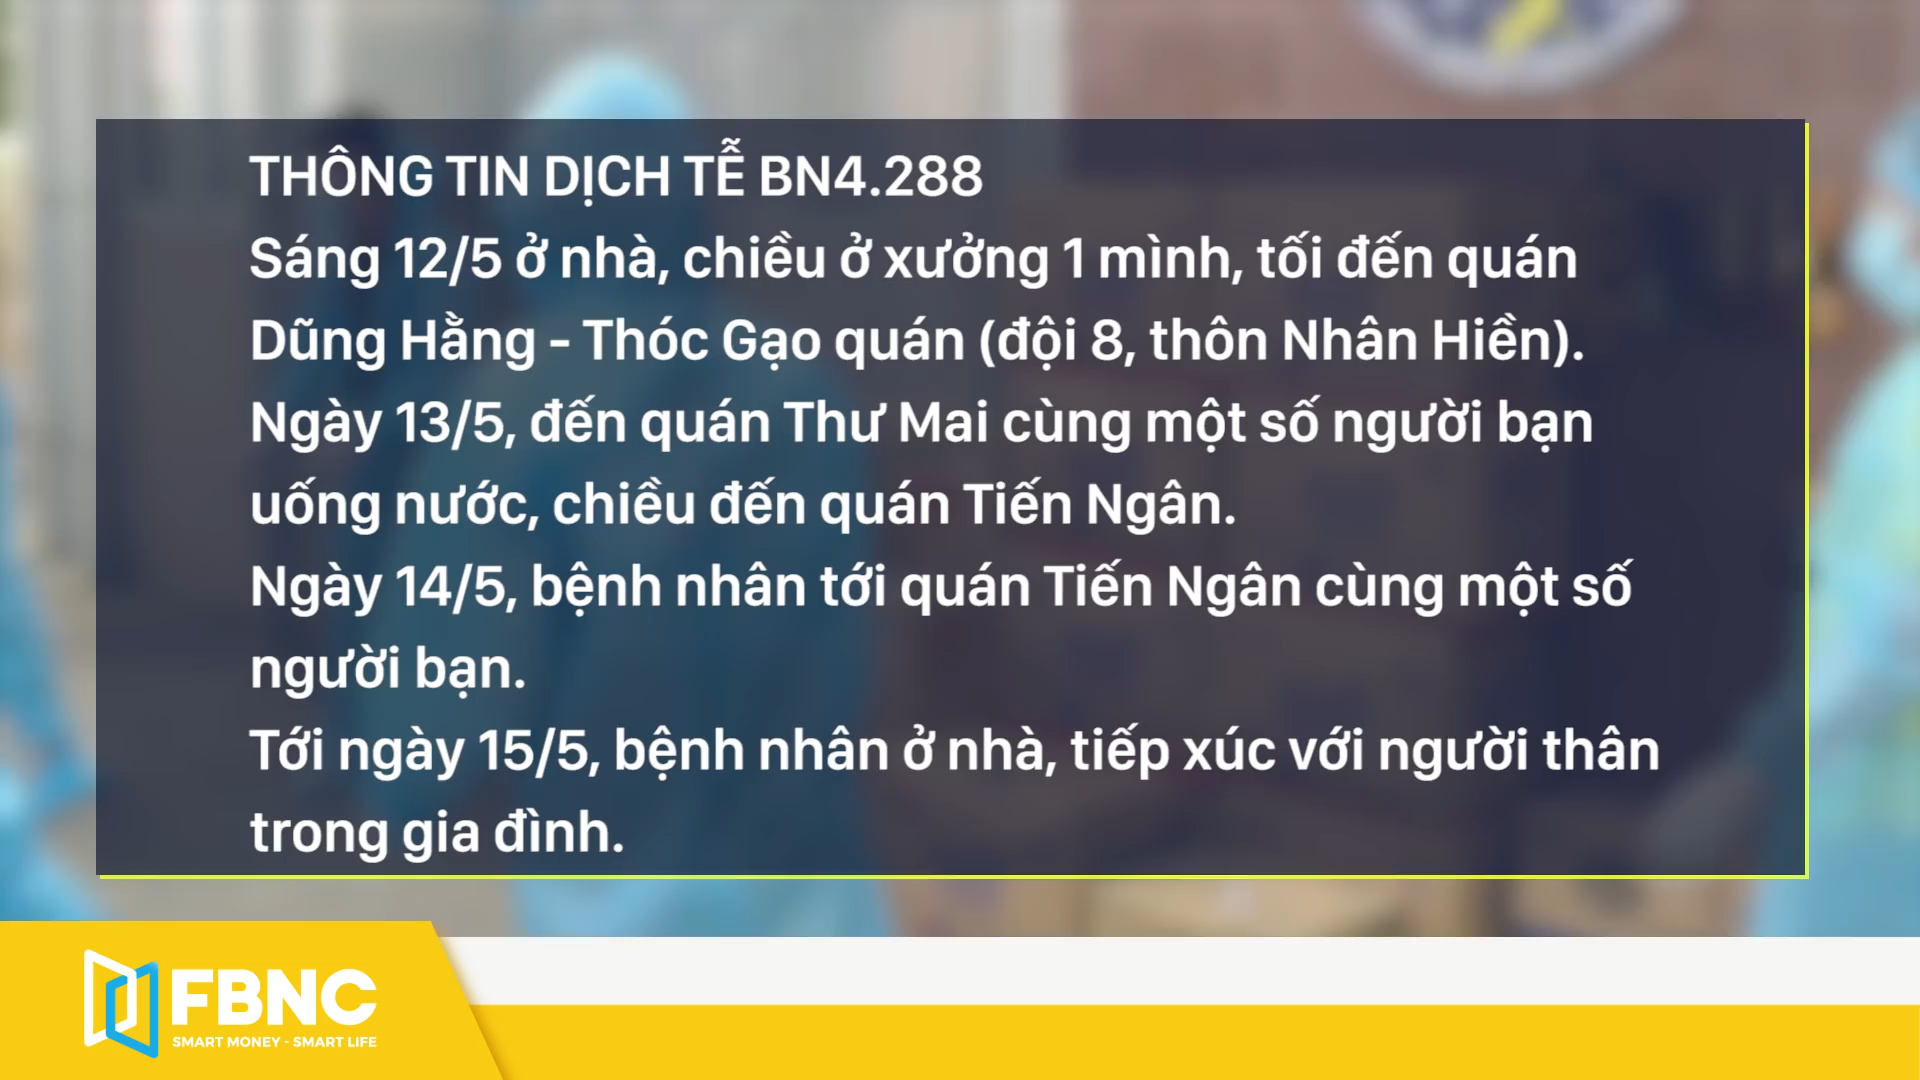 THÔNG TIN DỊCH TỄ BN4.288
Sáng 12/5 ở nhà, chiều ở xưởng 1 mình, tối đến quán
Dũng Hằng - Thóc Gạo quán (đội 8, thôn Nhân Hiền).
Ngày 13/5, đến quán Thư Mai cùng một số người bạn
uống nước, chiều đến quán Tiến Ngân.
Ngày 14/5, bệnh nhân tới quán Tiến Ngân cùng một số
người bạn.
Tới ngày 15/5, bệnh nhân ở nhà, tiếp xúc với người thân
trong gia đình.
FBNC
SMART MONEY - SMART LIFE